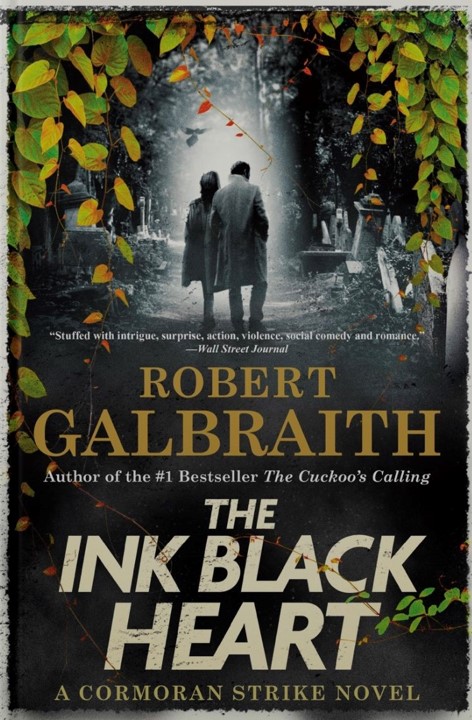 “Stuffed with intrigue, surprise, action, violence, social comedy and romance.”
—Wall Street Journal
ROBERT
GALBRAITH
Author of the #1 Bestseller The Cuckoo’s Calling
THE
INK BLACK
HEART
A CORMORAN STRIKE NOVEL